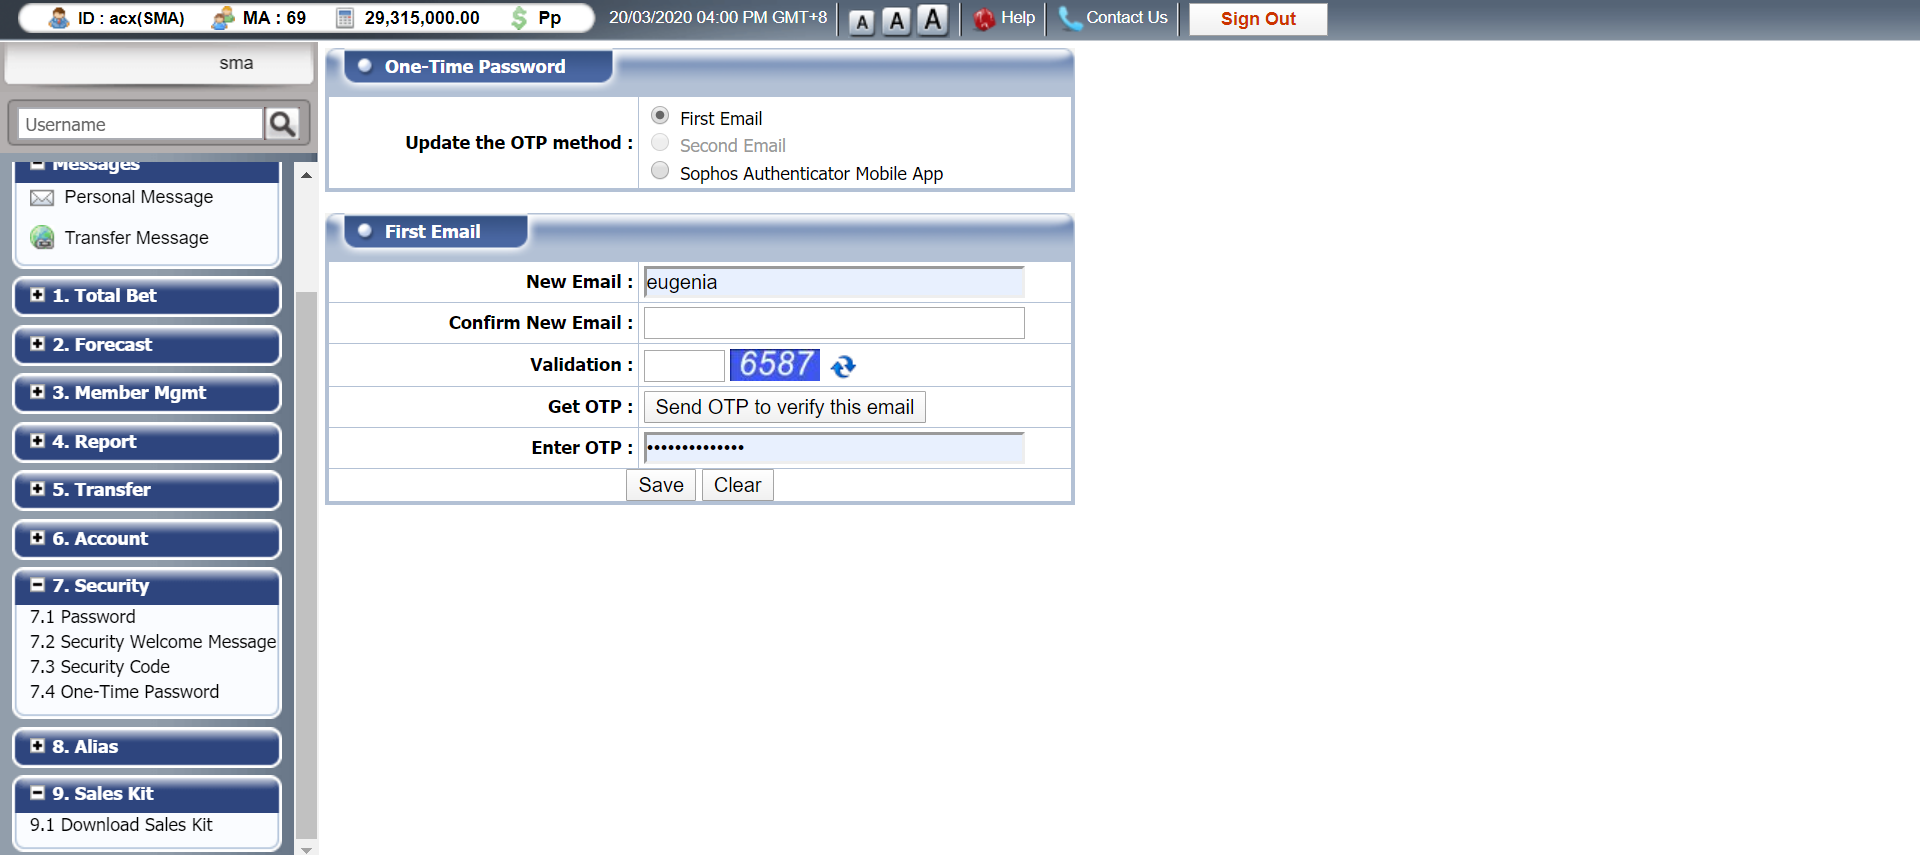 ID : acx(SMA) MA : 69 29,315,000.00 Pp 20/03/2020 04:00 PM GMT+8 A A A Help Contact Us Sign Out
sma
Username
Messages
Personal Message
Transfer Message
1. Total Bet
2. Forecast
3. Member Mgmt
4. Report
5. Transfer
6. Account
7. Security
7.1 Password
7.2 Security Welcome Message
7.3 Security Code
7.4 One-Time Password
8. Alias
9. Sales Kit
9.1 Download Sales Kit
One-Time Password
Update the OTP method :
First Email
Second Email
Sophos Authenticator Mobile App
First Email
New Email : eugenia
Confirm New Email :
Validation : 6587
Get OTP : Send OTP to verify this email
Enter OTP : ••••••••••••••
Save Clear